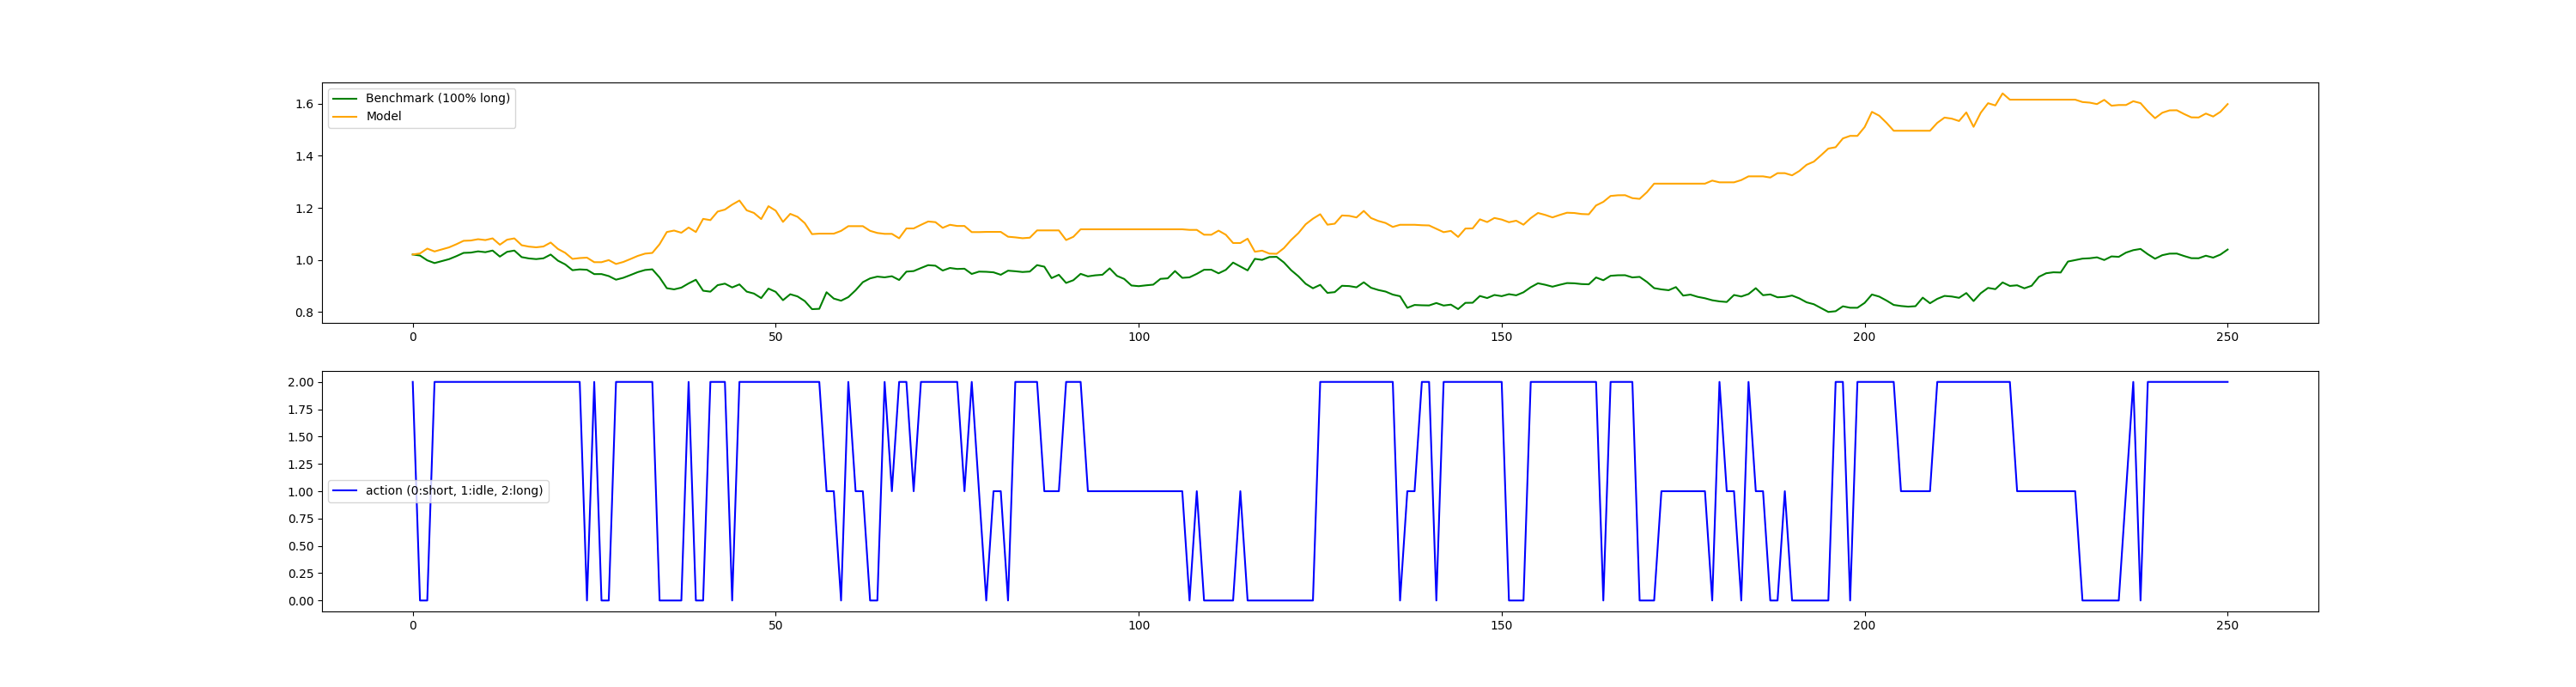 Benchmark (100% long)
Model
1.6
1.4
1.2
1.0
0.8
0 50 100 150 200 250
2.00
1.75
1.50
1.25
1.00
0.75
0.50
0.25
0.00
action (0:short, 1:idle, 2:long)
0 50 100 150 200 250